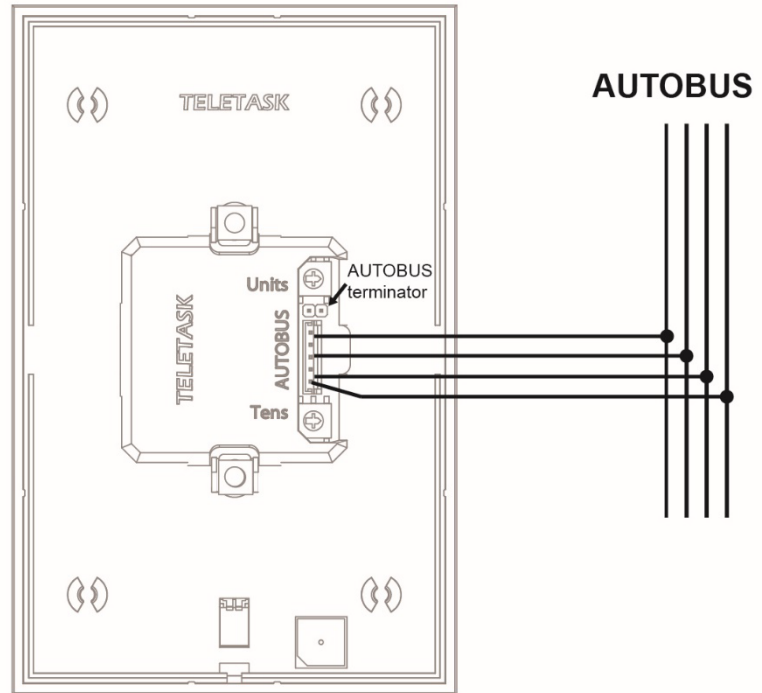 TELETASK
AUTOBUS
Units
AUTOBUS
terminator
TELETASK
AUTOBUS
Tens